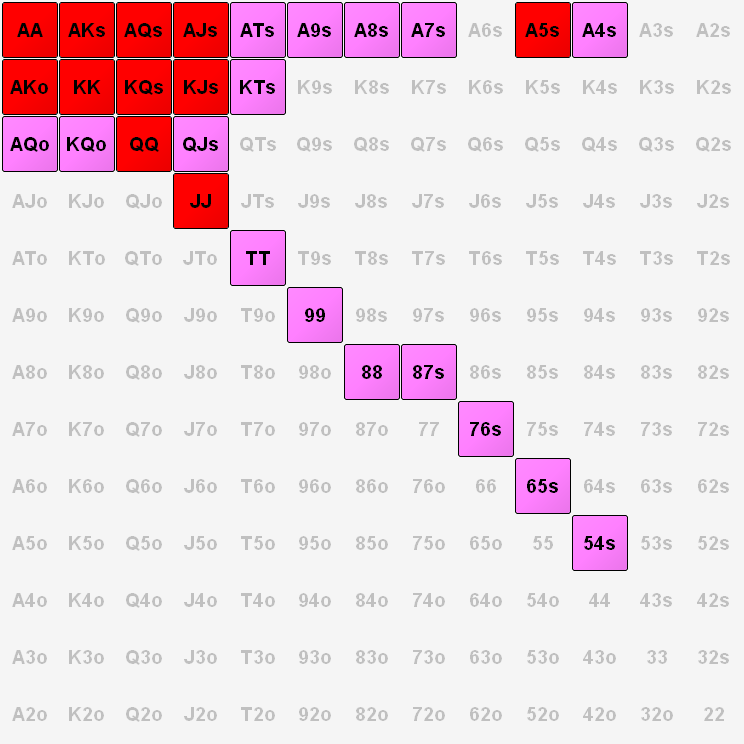 AA AKs AQs AJs ATs A9s A8s A7s A6s A5s A4s A3s A2s
AKo KK KQs KJs KTs K9s K8s K7s K6s K5s K4s K3s K2s
AQo KQo QQ QJs QTs Q9s Q8s Q7s Q6s Q5s Q4s Q3s Q2s
AJo KJo QJo JJ JTs J9s J8s J7s J6s J5s J4s J3s J2s
ATo KTo QTo JTo TT T9s T8s T7s T6s T5s T4s T3s T2s
A9o K9o Q9o J9o T9o 99 98s 97s 96s 95s 94s 93s 92s
A8o K8o Q8o J8o T8o 98o 88 87s 86s 85s 84s 83s 82s
A7o K7o Q7o J7o T7o 97o 87o 77 76s 75s 74s 73s 72s
A6o K6o Q6o J6o T6o 96o 86o 76o 66 65s 64s 63s 62s
A5o K5o Q5o J5o T5o 95o 85o 75o 65o 55 54s 53s 52s
A4o K4o Q4o J4o T4o 94o 84o 74o 64o 54o 44 43s 42s
A3o K3o Q3o J3o T3o 93o 83o 73o 63o 53o 43o 33 32s
A2o K2o Q2o J2o T2o 92o 82o 72o 62o 52o 42o 32o 22